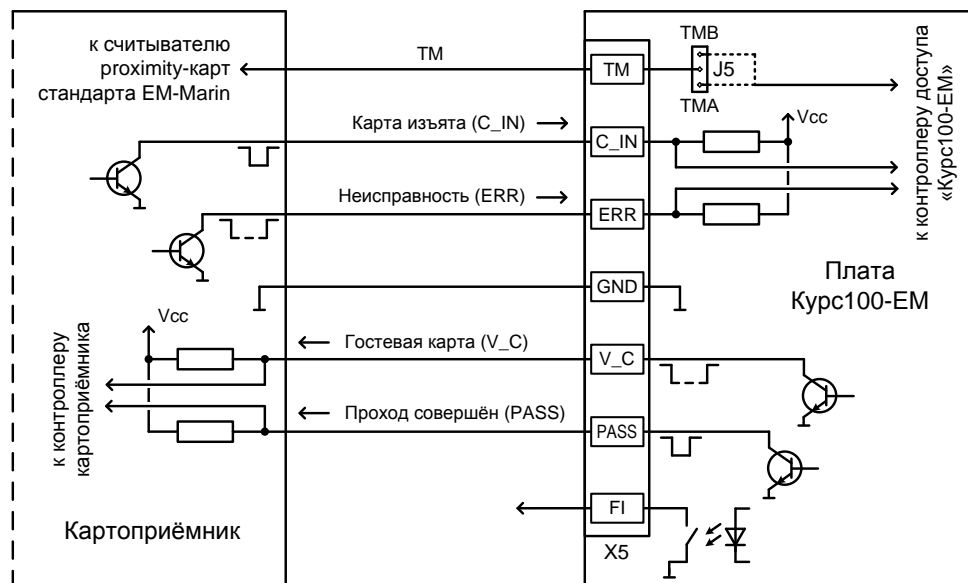 к считывателю
proximity-карт
стандарта EM-Marin
TM
TM
TMB
J5
TMA
Vcc
Карта изъята (C_IN)
C_IN
Неисправность (ERR)
ERR
к контроллеру доступа
«Курс100-EM»
GND
Плата
Курс100-EM
Vcc
Гостевая карта (V_C)
V_C
к контроллеру
картоприёмника
Проход совершён (PASS)
PASS
FI
X5
Картоприёмник